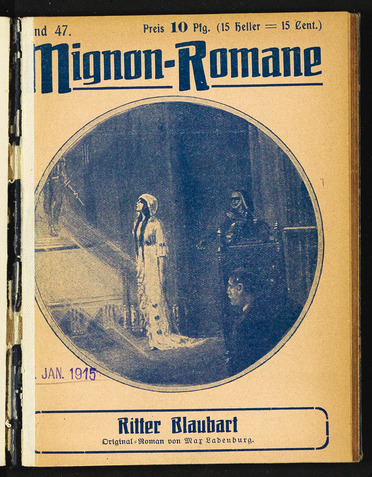 nd 47.
Preis 10 Pfg. (15 Heller = 15 Cent.)
Mignon-Romane
. JAN. 1915
Ritter Blaubart
Original-Roman von Max Ladenburg.